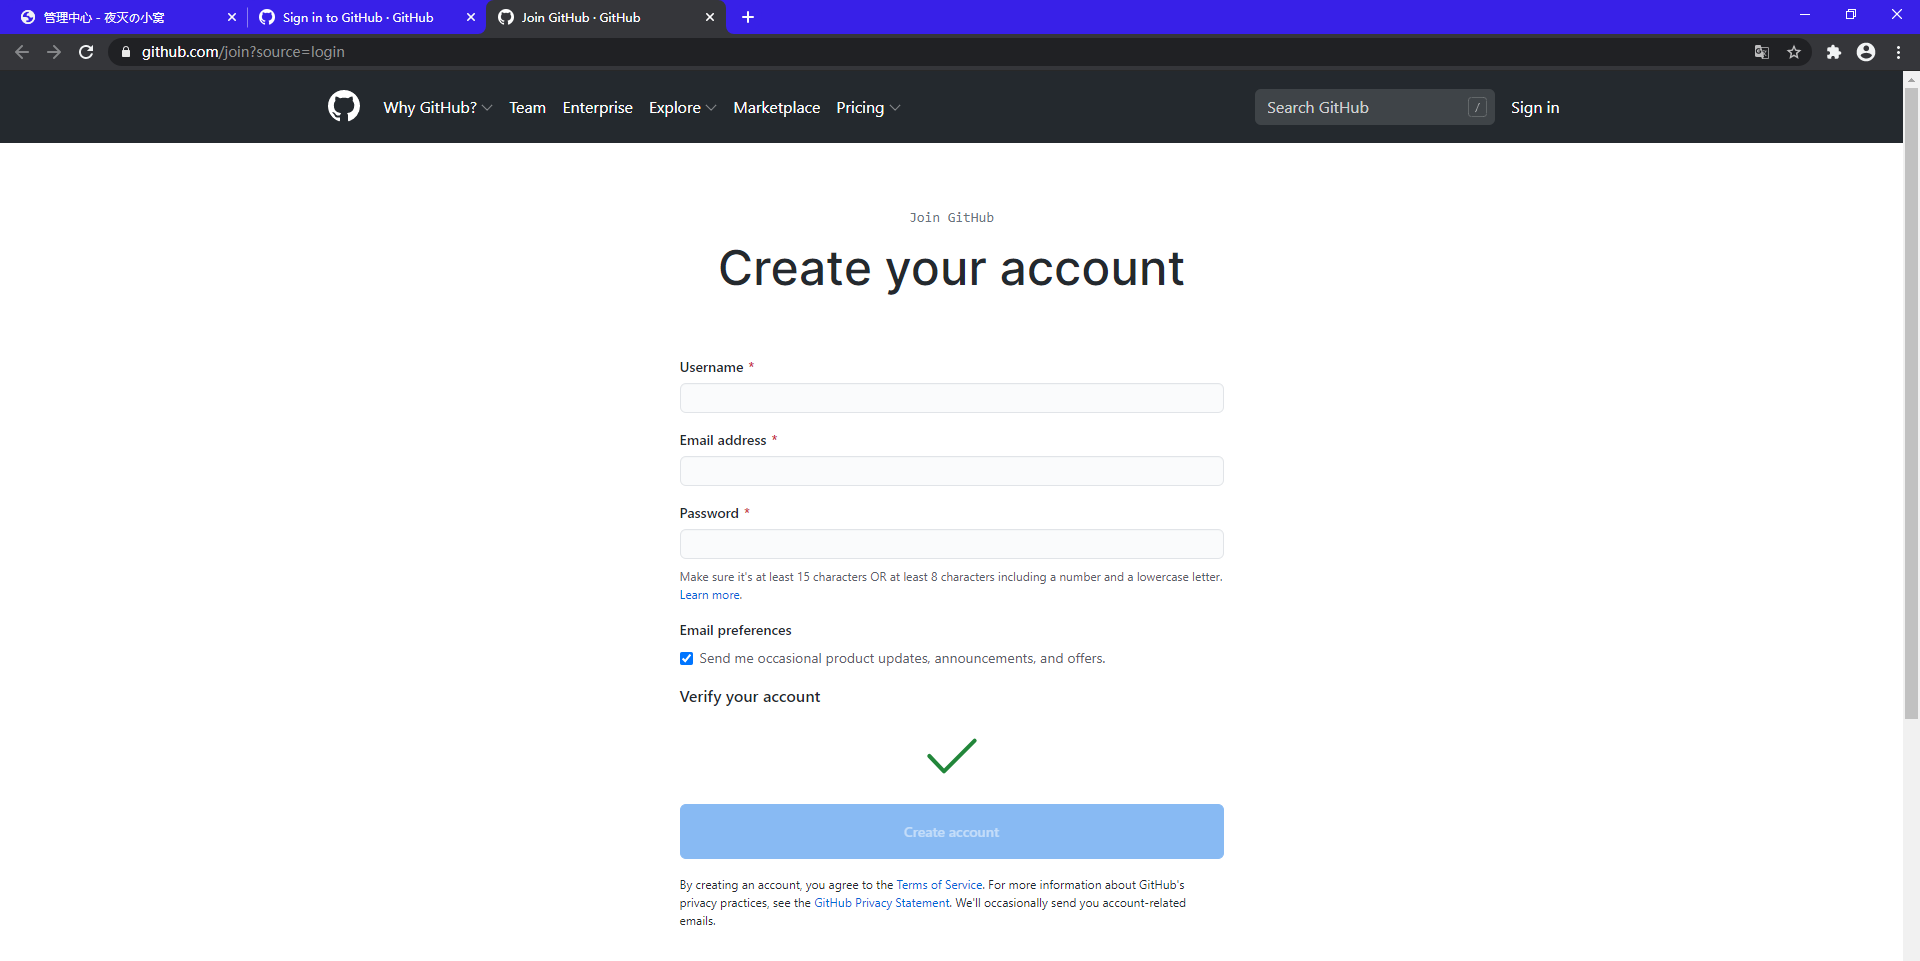 管理中心 - 夜灭の小窝
Sign in to GitHub · GitHub
Join GitHub · GitHub
github.com/join?source=login
Why GitHub?
Team
Enterprise
Explore
Marketplace
Pricing
Search GitHub
/
Sign in
Join GitHub
Create your account
Username *
Email address *
Password *
Make sure it's at least 15 characters OR at least 8 characters including a number and a lowercase letter.
Learn more.
Email preferences
Send me occasional product updates, announcements, and offers.
Verify your account
Create account
By creating an account, you agree to the Terms of Service. For more information about GitHub's
privacy practices, see the GitHub Privacy Statement. We'll occasionally send you account-related
emails.